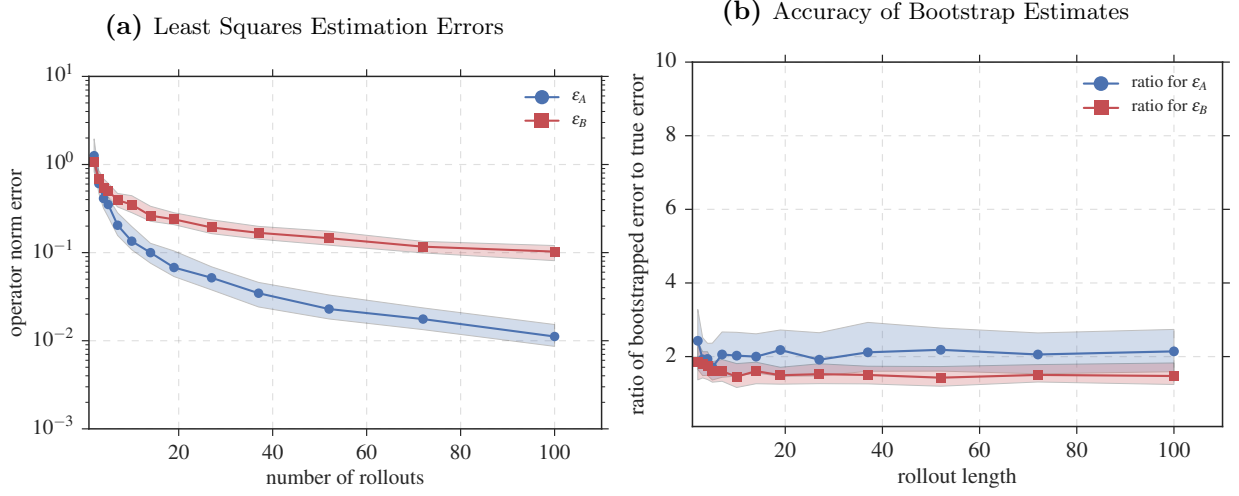 (a) Least Squares Estimation Errors
10^1
10^0
10^{-1}
10^{-2}
10^{-3}
operator norm error
ε_A
ε_B
20 40 60 80 100
number of rollouts
(b) Accuracy of Bootstrap Estimates
10
8
6
4
2
ratio of bootstrapped error to true error
ratio for ε_A
ratio for ε_B
20 40 60 80 100
rollout length